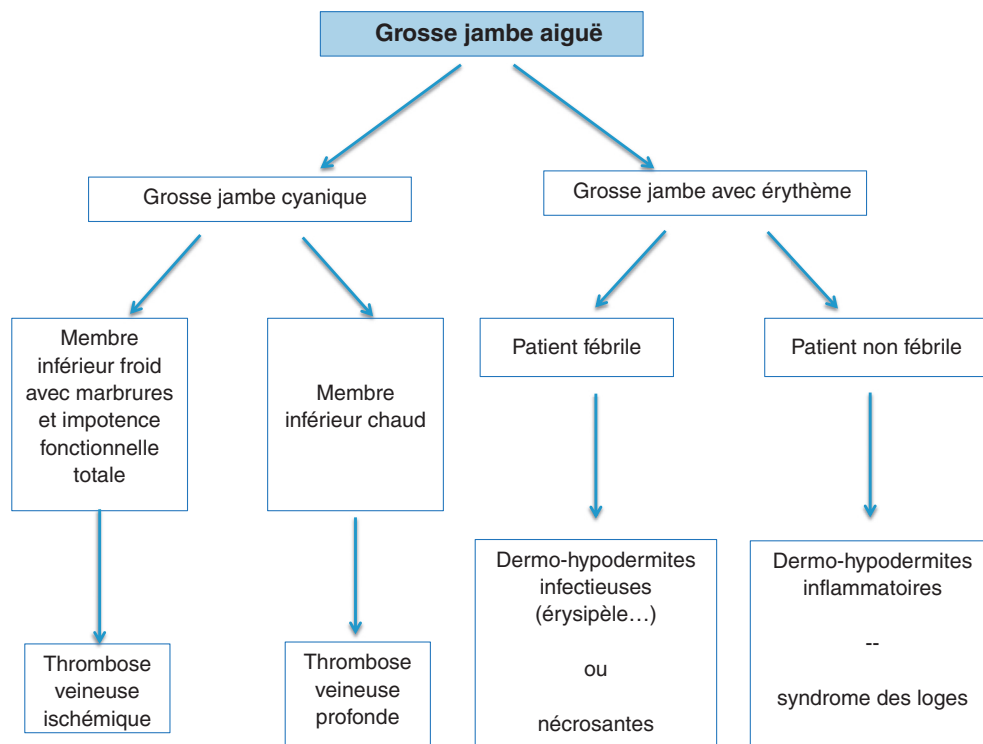 Grosse jambe aiguë
Grosse jambe cyanique
Grosse jambe avec érythème
Membre
inférieur froid
avec marbrures
et impotence
fonctionnelle
totale
Membre
inférieur chaud
Patient fébrile
Patient non fébrile
Thrombose
veineuse
ischémique
Thrombose
veineuse
profonde
Dermo-hypodermites
infectieuses
(érysipèle…)
ou
nécrosantes
Dermo-hypodermites
inflammatoires
--
syndrome des loges